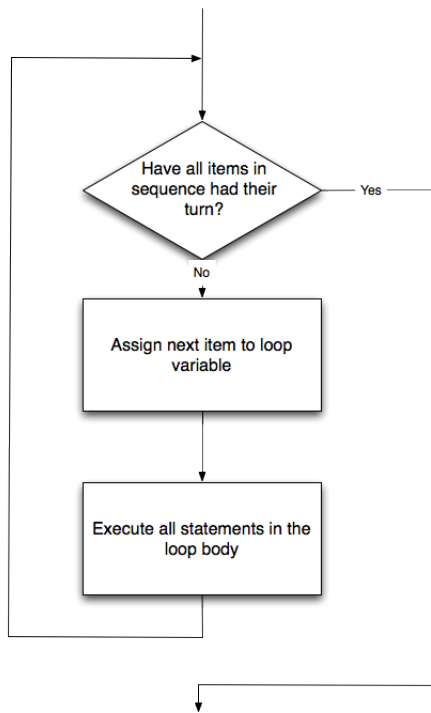 Have all items in
sequence had their
turn?
Yes
No
Assign next item to loop
variable
Execute all statements in the
loop body